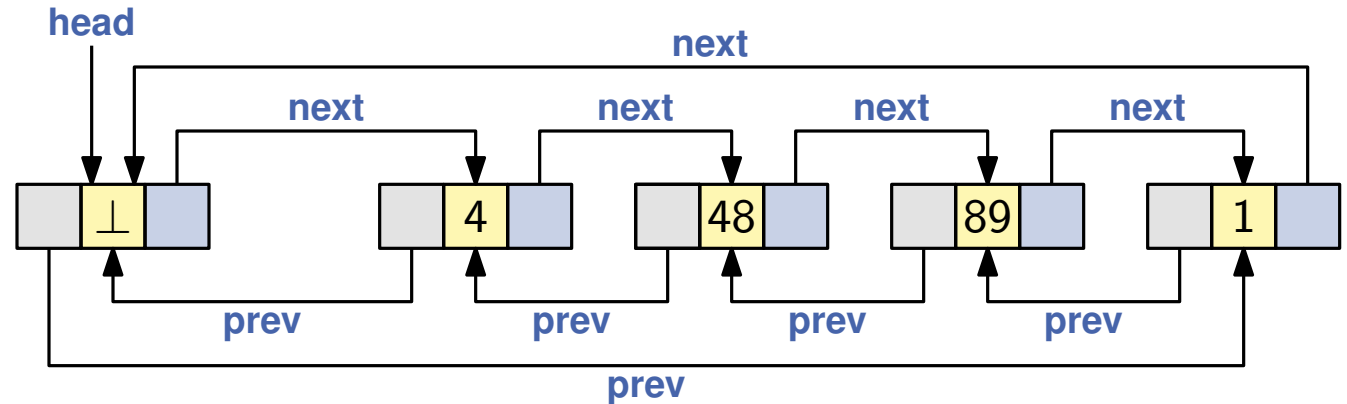 head
next
next next next next
⊥ 4 48 89 1
prev prev prev prev
prev